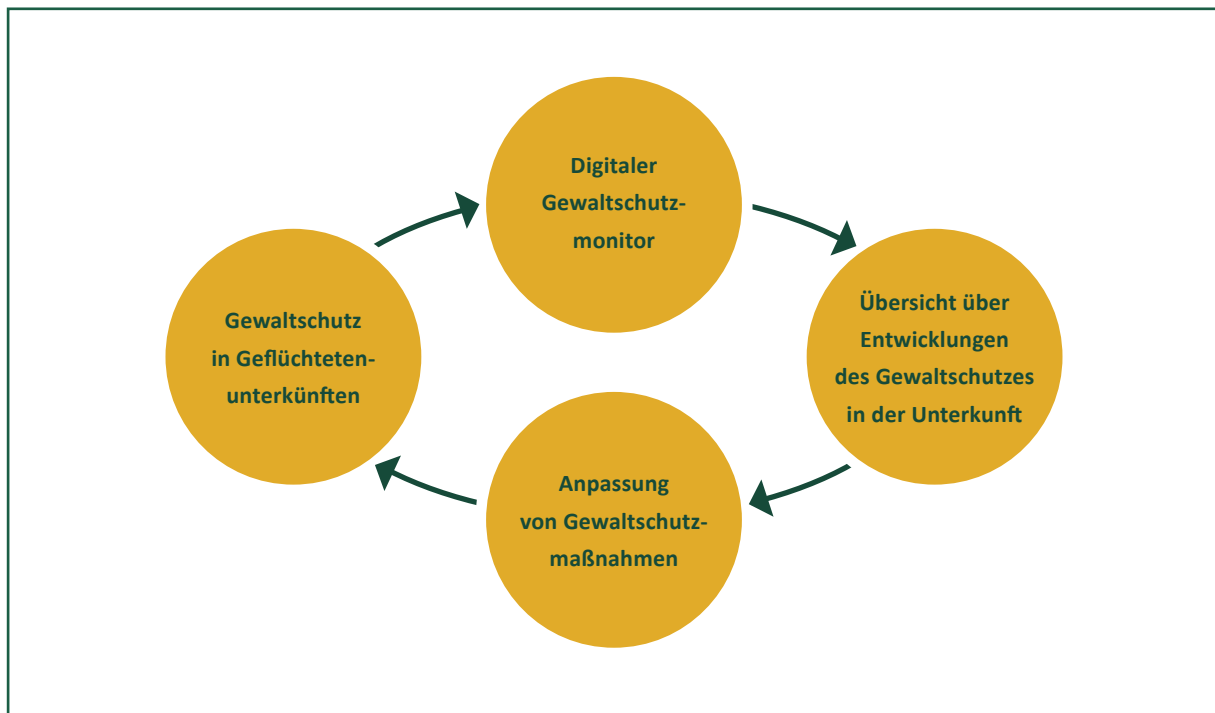 Digitaler
Gewaltschutz-
monitor
Übersicht über
Entwicklungen
des Gewaltschutzes
in der Unterkunft
Anpassung
von Gewaltschutz-
maßnahmen
Gewaltschutz
in Geflüchteten-
unterkünften